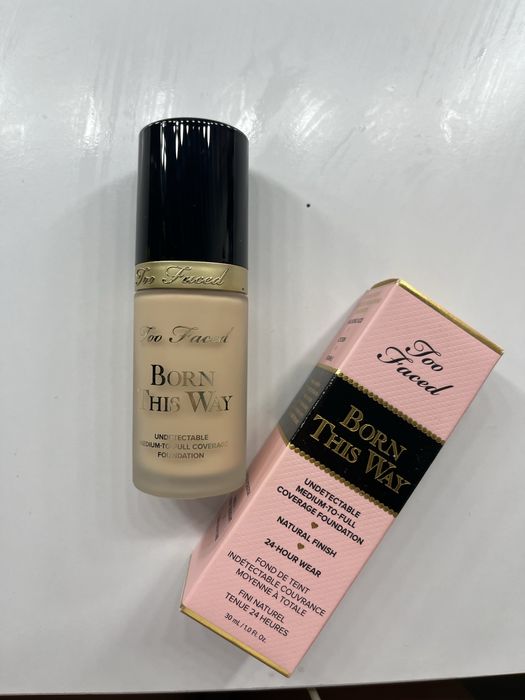 Too Faced
Too Faced
BORN
THIS WAY
UNDETECTABLE
MEDIUM-TO-FULL COVERAGE
FOUNDATION
Too
Faced
BORN
THIS WAY
UNDETECTABLE
MEDIUM-TO-FULL
COVERAGE FOUNDATION
NATURAL FINISH
24-HOUR WEAR
FOND DE TEINT
INDÉTECTABLE COUVRANCE
MOYENNE À TOTALE
FINI NATUREL
TENUE 24 HEURES
30 mL / 1.0 Fl. Oz.